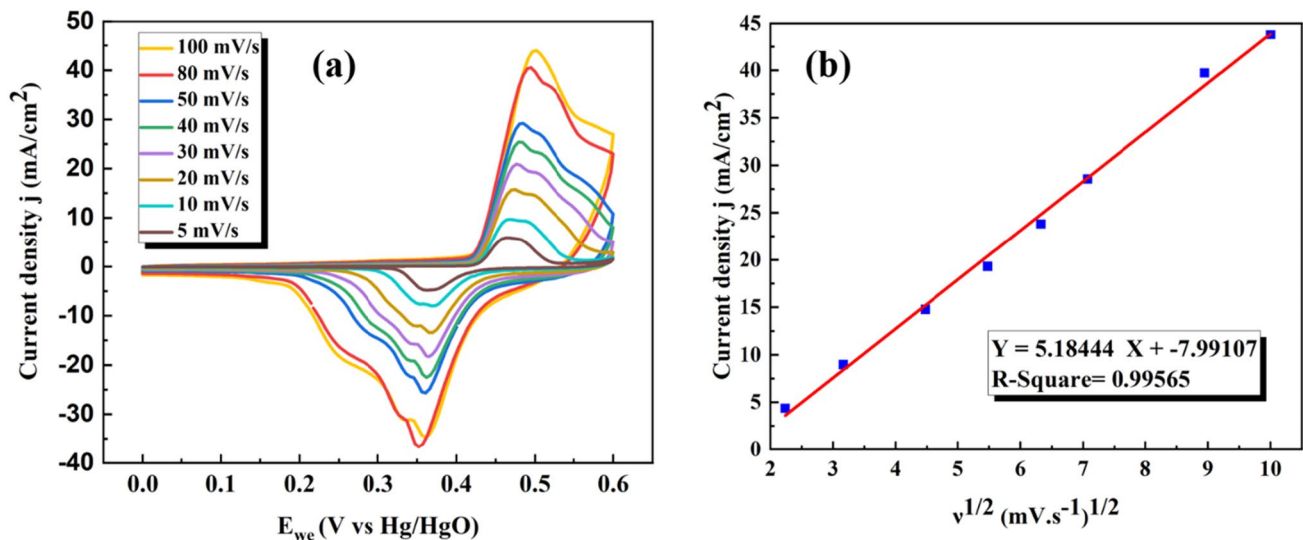 (a)
100 mV/s
80 mV/s
50 mV/s
40 mV/s
30 mV/s
20 mV/s
10 mV/s
5 mV/s
Current density j (mA/cm²)
50
40
30
20
10
0
-10
-20
-30
-40
0.0 0.1 0.2 0.3 0.4 0.5 0.6
E_we (V vs Hg/HgO)
(b)
Current density j (mA/cm²)
45
40
35
30
25
20
15
10
5
0
Y = 5.18444 X + -7.99107
R-Square= 0.99565
2 3 4 5 6 7 8 9 10
ν^1/2 (mV.s⁻¹)^1/2